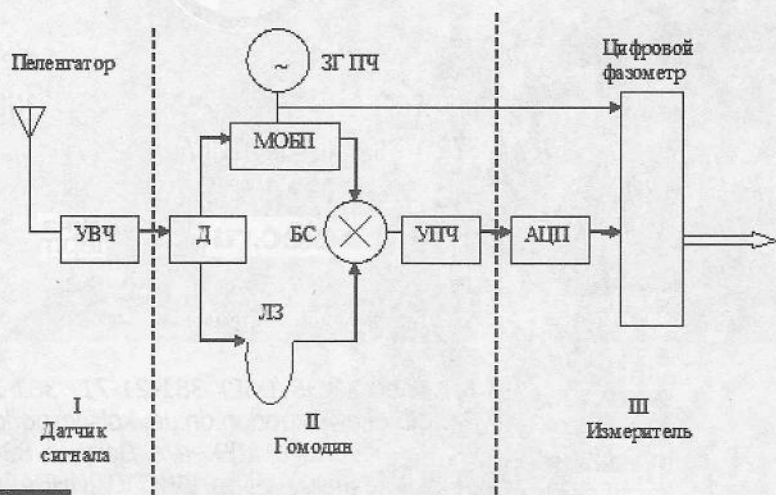 Пеленгатор
ЗГ ПЧ
~
Цифровой
фазометр
МОБП
УВЧ
Д
БС
УПЧ
АЦП
ЛЗ
I
Датчик
сигнала
II
Гомодин
III
Измеритель